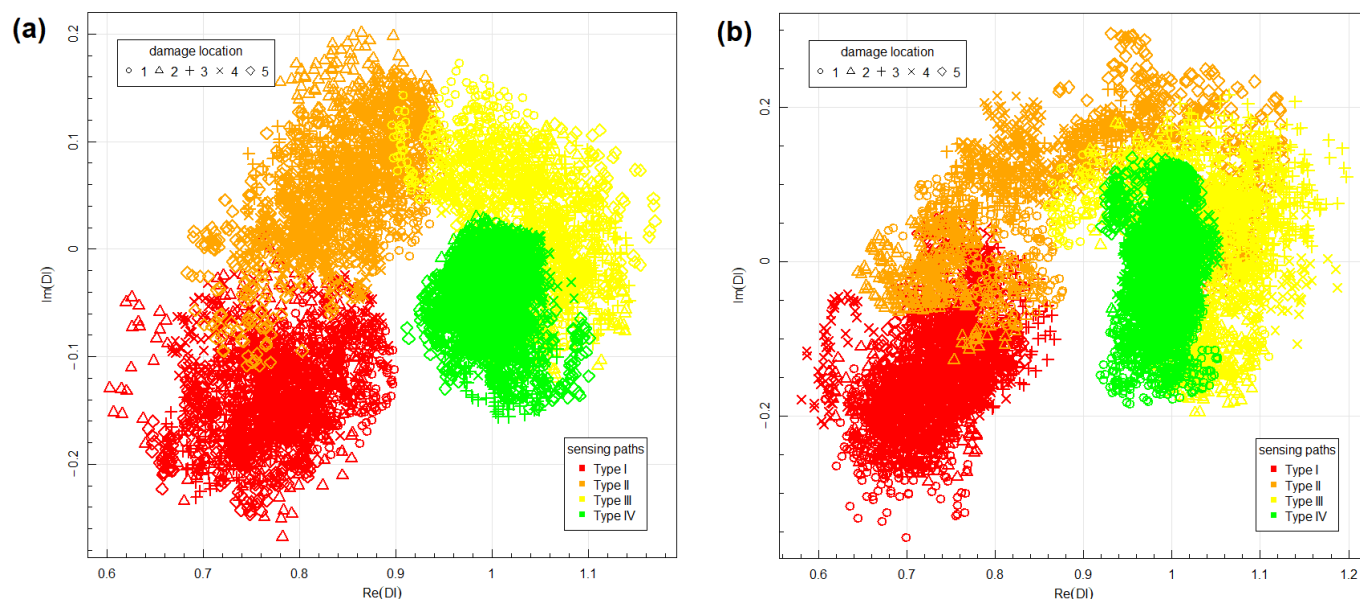 (a)
damage location
○ 1 △ 2 + 3 × 4 ◇ 5
0.2
0.1
0
−0.1
−0.2
Im(DI)
sensing paths
Type I
Type II
Type III
Type IV
0.6 0.7 0.8 0.9 1 1.1
Re(DI)
(b)
damage location
○ 1 △ 2 + 3 × 4 ◇ 5
0.2
0
−0.2
Im(DI)
sensing paths
Type I
Type II
Type III
Type IV
0.6 0.7 0.8 0.9 1 1.1 1.2
Re(DI)